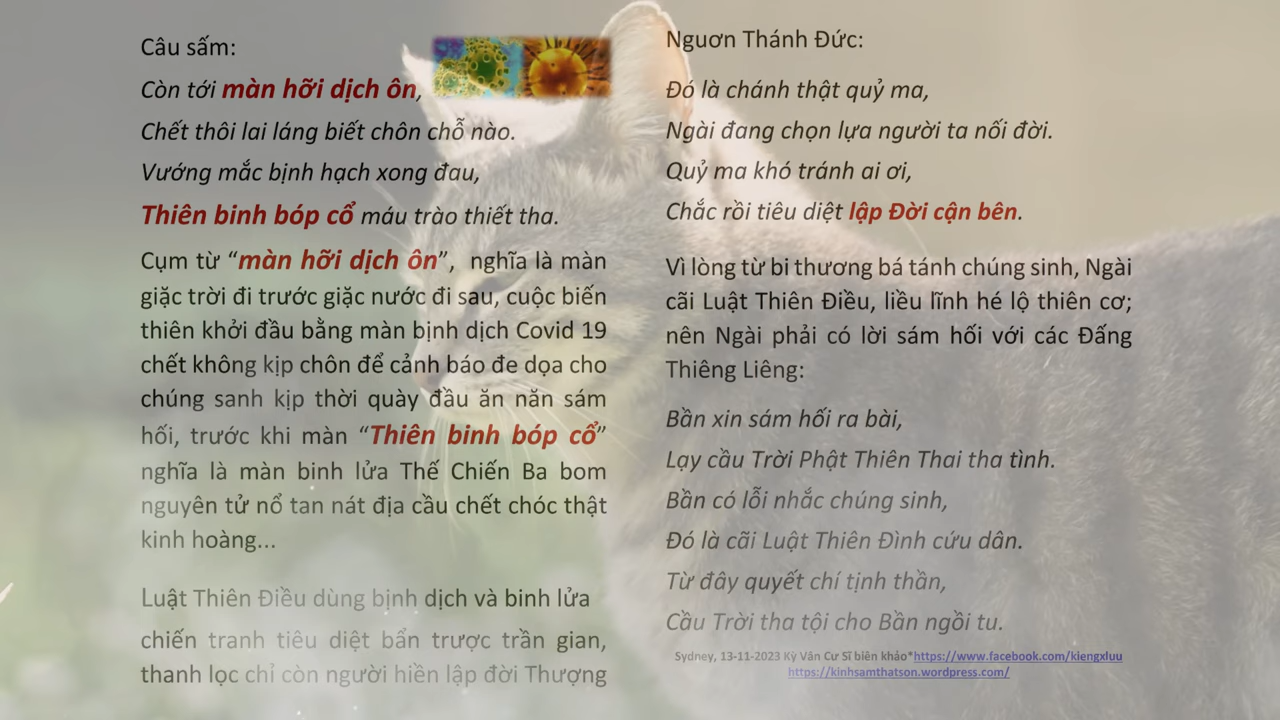 Câu sấm:
Còn tới màn hỡi dịch ôn,
Chết thôi lai láng biết chôn chỗ nào.
Vướng mắc bịnh hạch xong đau,
Thiên binh bóp cổ máu trào thiết tha.
Cụm từ “màn hỡi dịch ôn”, nghĩa là màn
giặc trời đi trước giặc nước đi sau, cuộc biến
thiên khởi đầu bằng màn bịnh dịch Covid 19
chết không kịp chôn để cảnh báo đe dọa cho
chúng sanh kịp thời quày đầu ăn năn sám
hối, trước khi màn “Thiên binh bóp cổ”
nghĩa là màn binh lửa Thế Chiến Ba bom
nguyên tử nổ tan nát địa cầu chết chóc thật
kinh hoàng...
Luật Thiên Điều dùng bịnh dịch và binh lửa
chiến tranh tiêu diệt bẩn trược trần gian,
thanh lọc chỉ còn người hiền lập đời Thượng
Nguơn Thánh Đức:
Đó là chánh thật quỷ ma,
Ngài đang chọn lựa người ta nối đời.
Quỷ ma khó tránh ai ơi,
Chắc rồi tiêu diệt lập Đời cận bên.
Vì lòng từ bi thương bá tánh chúng sinh, Ngài
cãi Luật Thiên Điều, liều lĩnh hé lộ thiên cơ;
nên Ngài phải có lời sám hối với các Đấng
Thiêng Liêng:
Bần xin sám hối ra bài,
Lạy cầu Trời Phật Thiên Thai tha tình.
Bần có lỗi nhắc chúng sinh,
Đó là cãi Luật Thiên Đình cứu dân.
Từ đây quyết chí tịnh thần,
Cầu Trời tha tội cho Bần ngồi tu.
Sydney, 13-11-2023 Kỳ Vân Cư Sĩ biên khảo*https://www.facebook.com/kiengxluu
https://kinhsamthatson.wordpress.com/